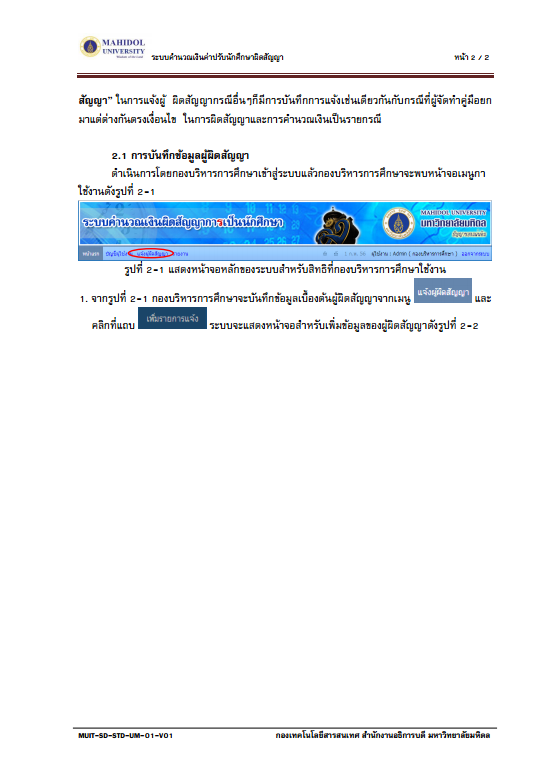 MAHIDOL
UNIVERSITY
ระบบคำนวณเงินค่าปรับนักศึกษาผิดสัญญา
หน้า 2 / 2
สัญญา” ในการแจ้งผู้ ผิดสัญญากรณีอื่นๆก็มีการบันทึกการแจ้งเช่นเดียวกันกับกรณีที่ผู้จัดทำคู่มือยก
มาแต่ต่างกันตรงเงื่อนไข ในการผิดสัญญาและการคำนวณเงินเป็นรายกรณี
2.1 การบันทึกข้อมูลผู้ผิดสัญญา
ดำเนินการโดยกองบริหารการศึกษาเข้าสู่ระบบแล้วกองบริหารการศึกษาจะพบหน้าจอเมนูกา
ใช้งานดังรูปที่ 2-1
ระบบคำนวณเงินผิดสัญญาการเป็นนักศึกษา
MAHIDOL UNIVERSITY
มหาวิทยาลัยมหิดล
ปัญญาของแผ่นดิน
หน้าแรก บัญชีผู้ใช้งาน แจ้งผู้ผิดสัญญา รายงาน
ผู้ใช้งาน : Admin | กองบริหารการศึกษา | ออกจากระบบ
รูปที่ 2-1 แสดงหน้าจอหลักของระบบสำหรับสิทธิที่กองบริหารการศึกษาใช้งาน
1. จากรูปที่ 2-1 กองบริหารการศึกษาจะบันทึกข้อมูลเบื้องต้นผู้ผิดสัญญาจากเมนู แจ้งผู้ผิดสัญญา และ
คลิกที่แถบ เพิ่มรายการแจ้ง ระบบจะแสดงหน้าจอสำหรับเพิ่มข้อมูลของผู้ผิดสัญญาดังรูปที่ 2-2
MUIT-SD-STD-UM-01-V01
กองเทคโนโลยีสารสนเทศ สำนักงานอธิการบดี มหาวิทยาลัยมหิดล